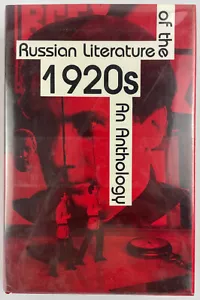 Russian Literature
of the
1920s
An Anthology